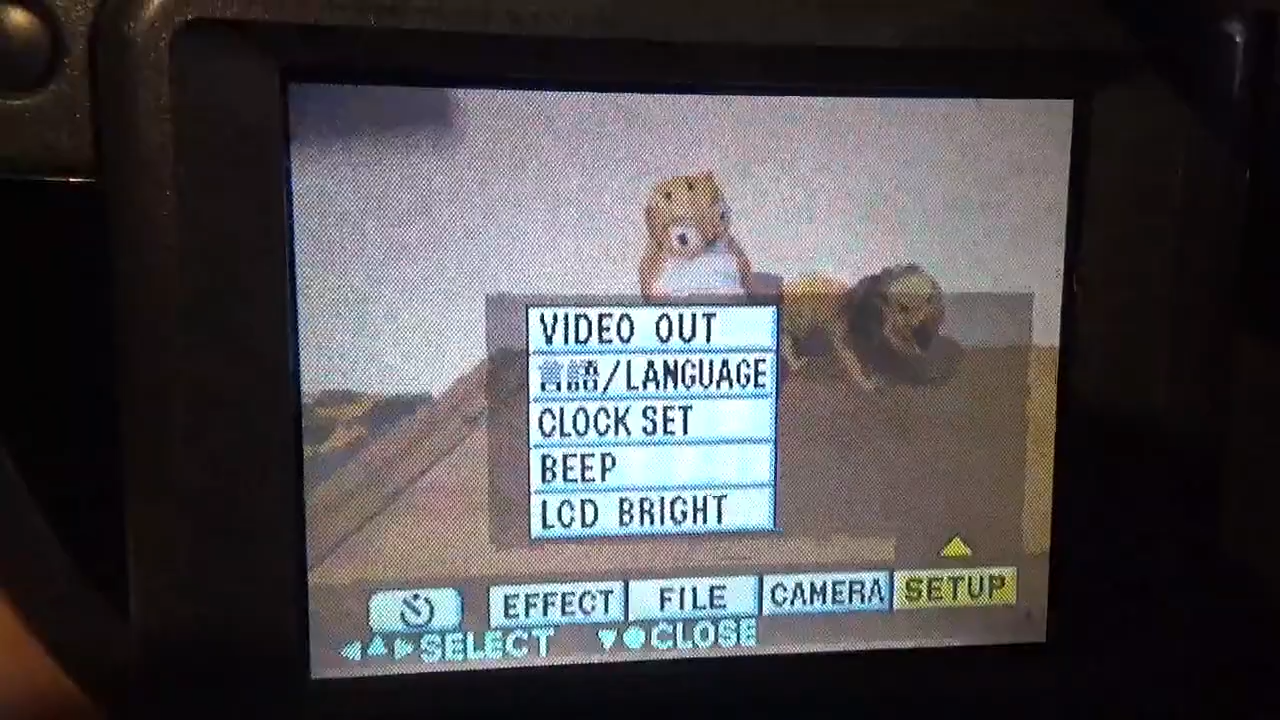 VIDEO OUT
/LANGUAGE
CLOCK SET
BEEP
LCD BRIGHT
EFFECT FILE CAMERA SETUP
◀▲▶SELECT ▼●CLOSE